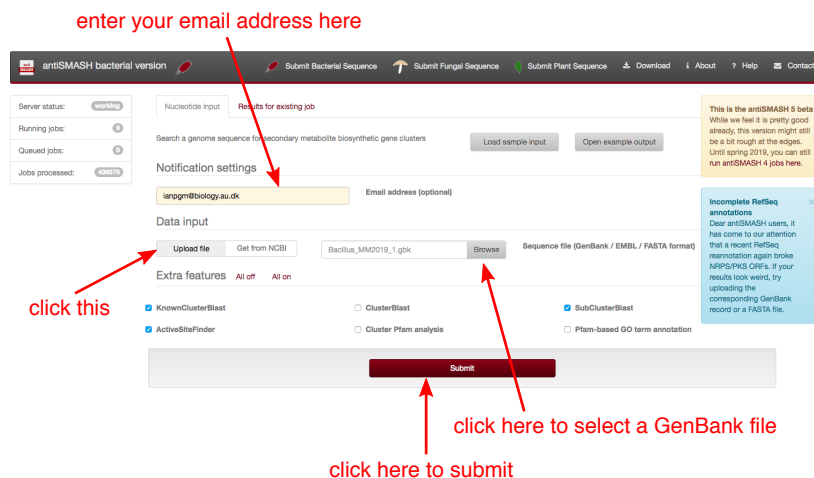 enter your email address here
anti SMASH antiSMASH bacterial version Submit Bacterial Sequence Submit Fungal Sequence Submit Plant Sequence Download i About ? Help Contact
Server status: working
Running jobs: 9
Queued jobs: 0
Jobs processed: 436578
Nucleotide input Results for existing job
Search a genome sequence for secondary metabolite biosynthetic gene clusters
Load sample input Open example output
Notification settings
ianpgm@biology.au.dk Email address (optional)
Data input
Upload file Get from NCBI Bacillus_MM2019_1.gbk Browse Sequence file (GenBank / EMBL / FASTA format)
Extra features All off All on
KnownClusterBlast ClusterBlast SubClusterBlast
ActiveSiteFinder Cluster Pfam analysis Pfam-based GO term annotation
Submit
This is the antiSMASH 5 beta
While we feel it is pretty good
already, this version might still
be a bit rough at the edges.
Until spring 2019, you can still
run antiSMASH 4 jobs here.
Incomplete RefSeq ×
annotations
Dear antiSMASH users, it
has come to our attention
that a recent RefSeq
reannotation again broke
NRPS/PKS ORFs. If your
results look weird, try
uploading the
corresponding GenBank
record or a FASTA file.
click this
click here to select a GenBank file
click here to submit